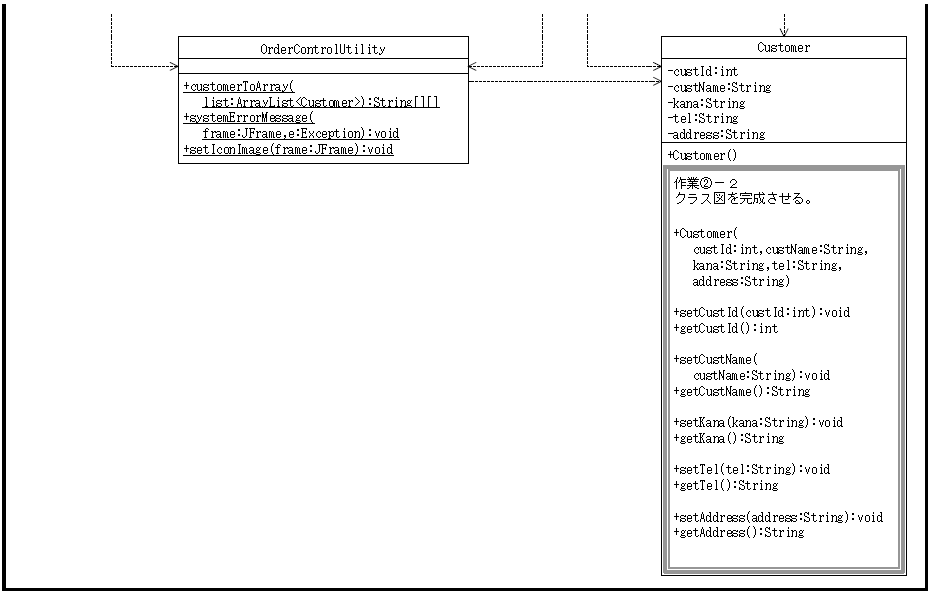 OrderControlUtility
+customerToArray(
list:ArrayList<Customer>):String[][]
+systemErrorMessage(
frame:JFrame,e:Exception):void
+setIconImage(frame:JFrame):void
Customer
-custId:int
-custName:String
-kana:String
-tel:String
-address:String
+Customer()
作業②－２
クラス図を完成させる。
+Customer(
custId:int,custName:String,
kana:String,tel:String,
address:String)
+setCustId(custId:int):void
+getCustId():int
+setCustName(
custName:String):void
+getCustName():String
+setKana(kana:String):void
+getKana():String
+setTel(tel:String):void
+getTel():String
+setAddress(address:String):void
+getAddress():String